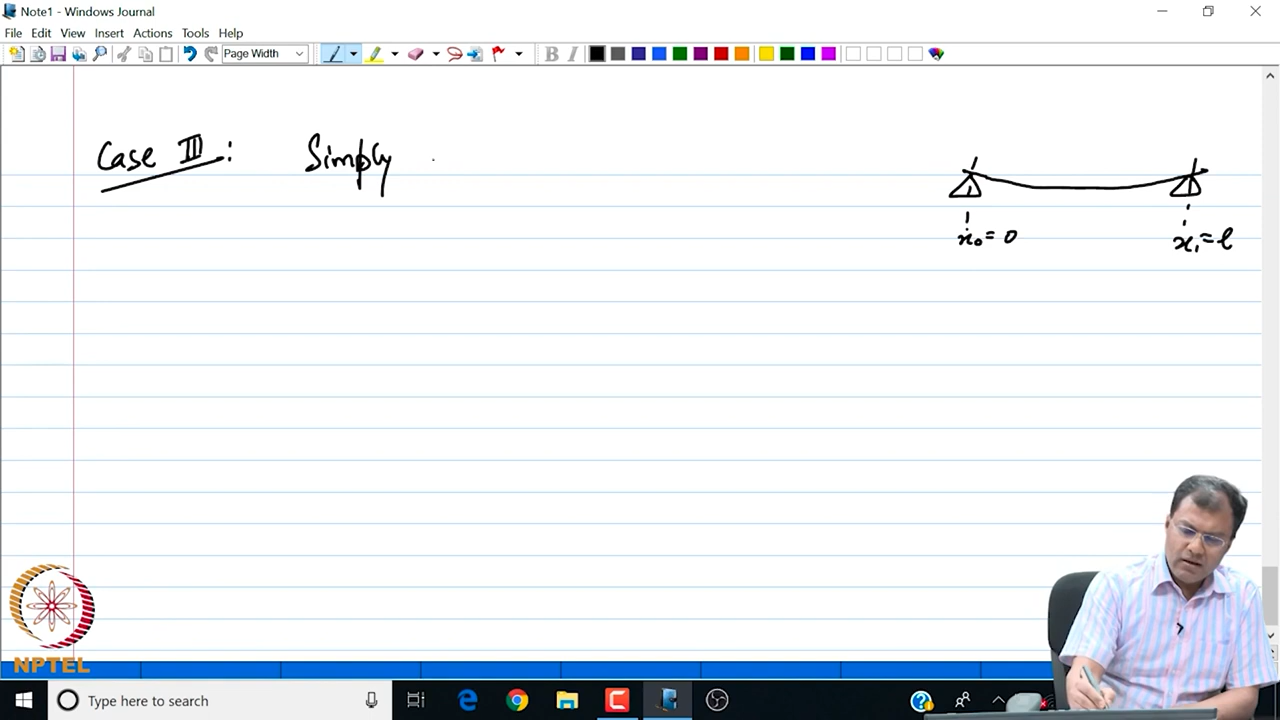 Note1 - Windows Journal
File Edit View Insert Actions Tools Help
Page Width
B I
Case III: Simply
x₀ = 0
x₁ = l
NPTEL
Type here to search